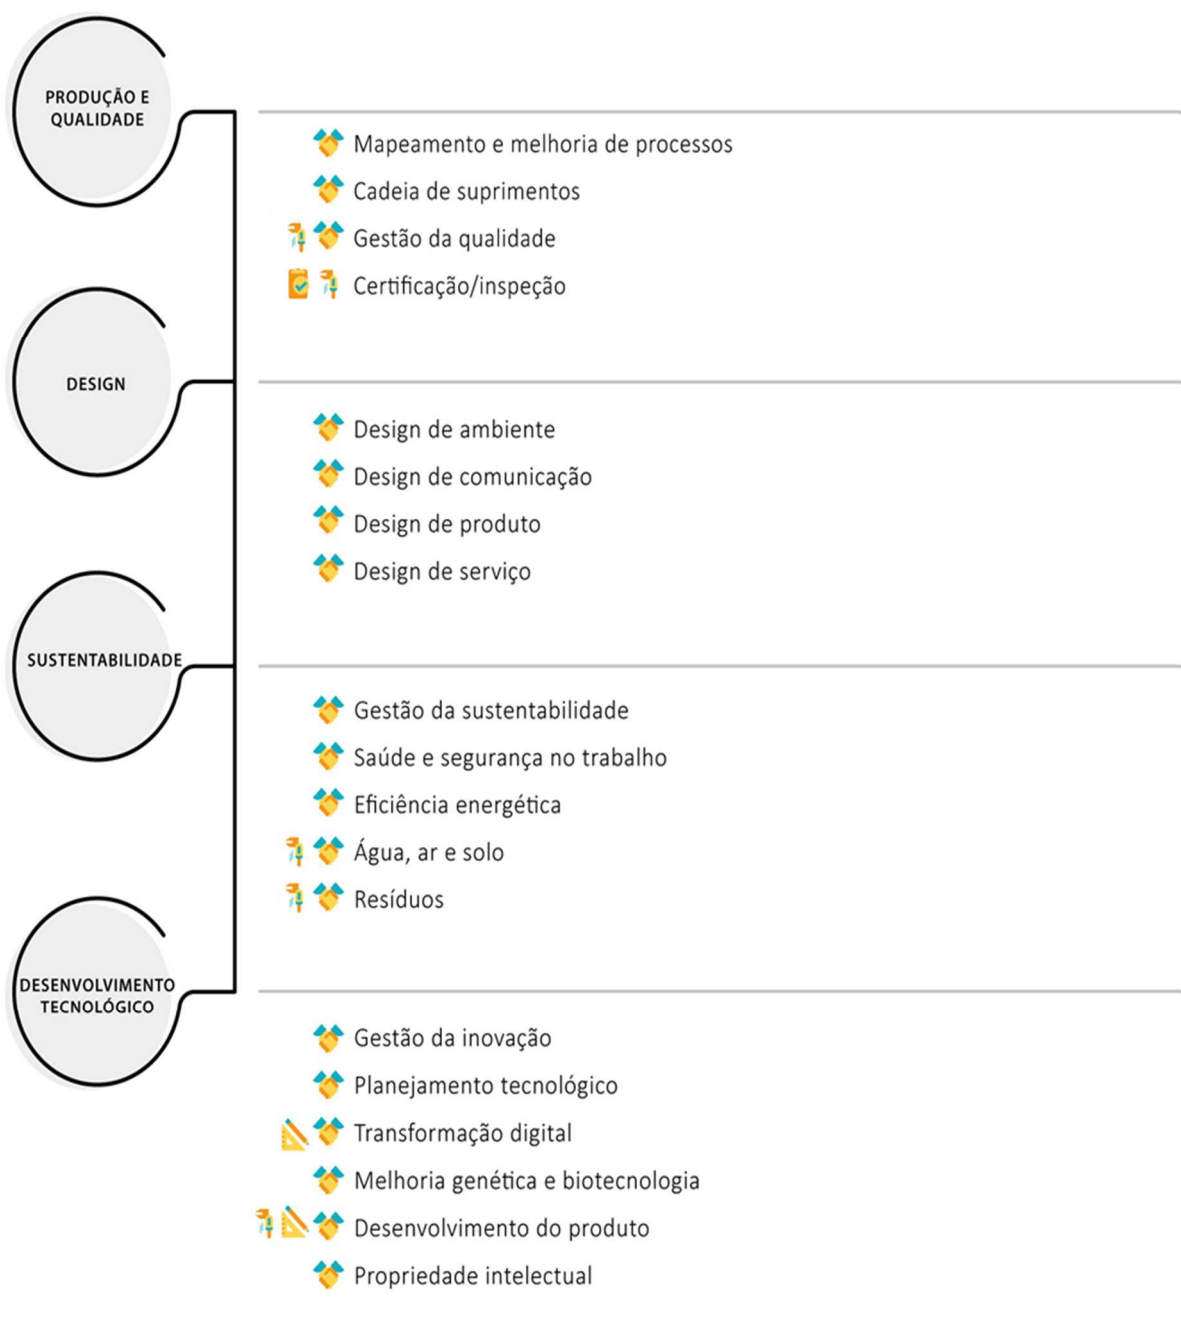 PRODUÇÃO E
QUALIDADE
Mapeamento e melhoria de processos
Cadeia de suprimentos
Gestão da qualidade
Certificação/inspeção
DESIGN
Design de ambiente
Design de comunicação
Design de produto
Design de serviço
SUSTENTABILIDADE
Gestão da sustentabilidade
Saúde e segurança no trabalho
Eficiência energética
Água, ar e solo
Resíduos
DESENVOLVIMENTO
TECNOLÓGICO
Gestão da inovação
Planejamento tecnológico
Transformação digital
Melhoria genética e biotecnologia
Desenvolvimento do produto
Propriedade intelectual